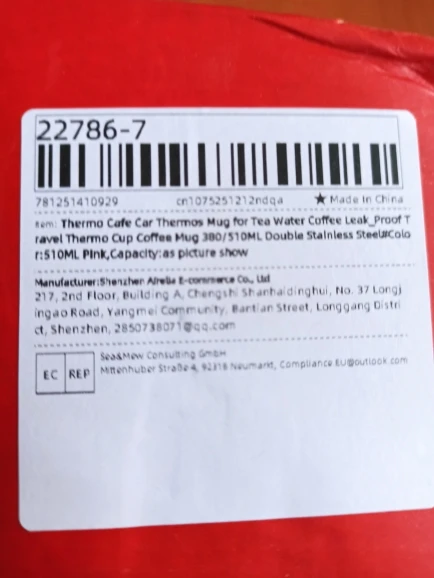 22786-7
781251410929 cn1075251212ndqa ★ Made In China
Item: Thermo Cafe Car Thermos Mug for Tea Water Coffee Leak_Proof T
ravel Thermo Cup Coffee Mug 380/510ML Double Stainless Steel#Colo
r:510ML Pink,Capacity:as picture show
Manufacturer:Shenzhen Airelia E-commerce Co., Ltd
217, 2nd Floor, Building A, Chengshi Shanhaidinghui, No. 37 Longj
ingao Road, Yangmei Community, Bantian Street, Longgang Distri
ct, Shenzhen, 2850738071@qq.com
EC REP
Sea&Mew Consulting GmbH
Mittenhuber Straße 4, 92318 Neumarkt, Compliance.EU@outlook.com